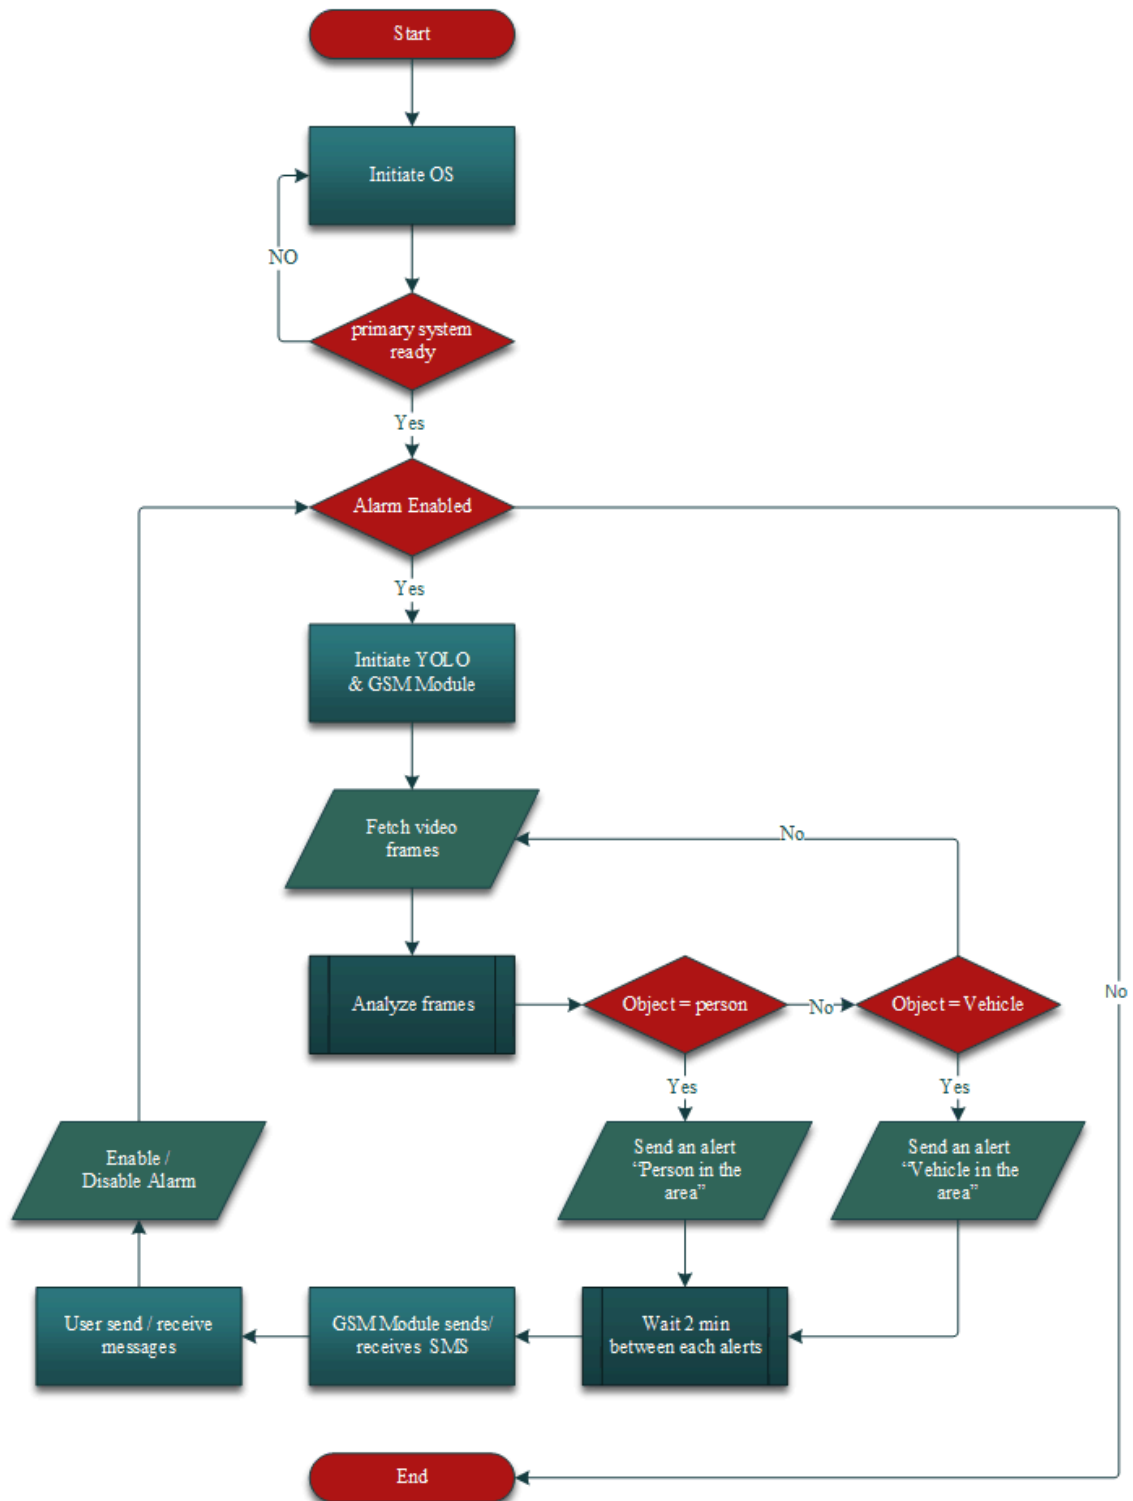 Start
Initiate OS
NO
primary system
ready
Yes
Alarm Enabled
Yes
Initiate YOLO
& GSM Module
Fetch video
frames
No
Analyze frames
Object = person
No
Object = Vehicle
No
Yes
Yes
Enable /
Disable Alarm
Send an alert
“Person in the
area”
Send an alert
“Vehicle in the
area”
User send / receive
messages
GSM Module sends/
receives SMS
Wait 2 min
between each alerts
End